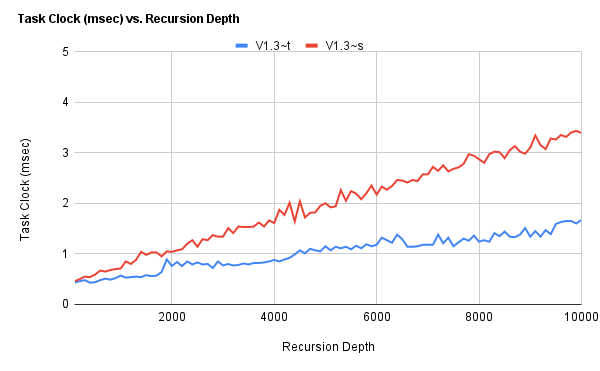 Task Clock (msec) vs. Recursion Depth
V1.3~t V1.3~s
5
4
3
2
1
0
Task Clock (msec)
2000 4000 6000 8000 10000
Recursion Depth